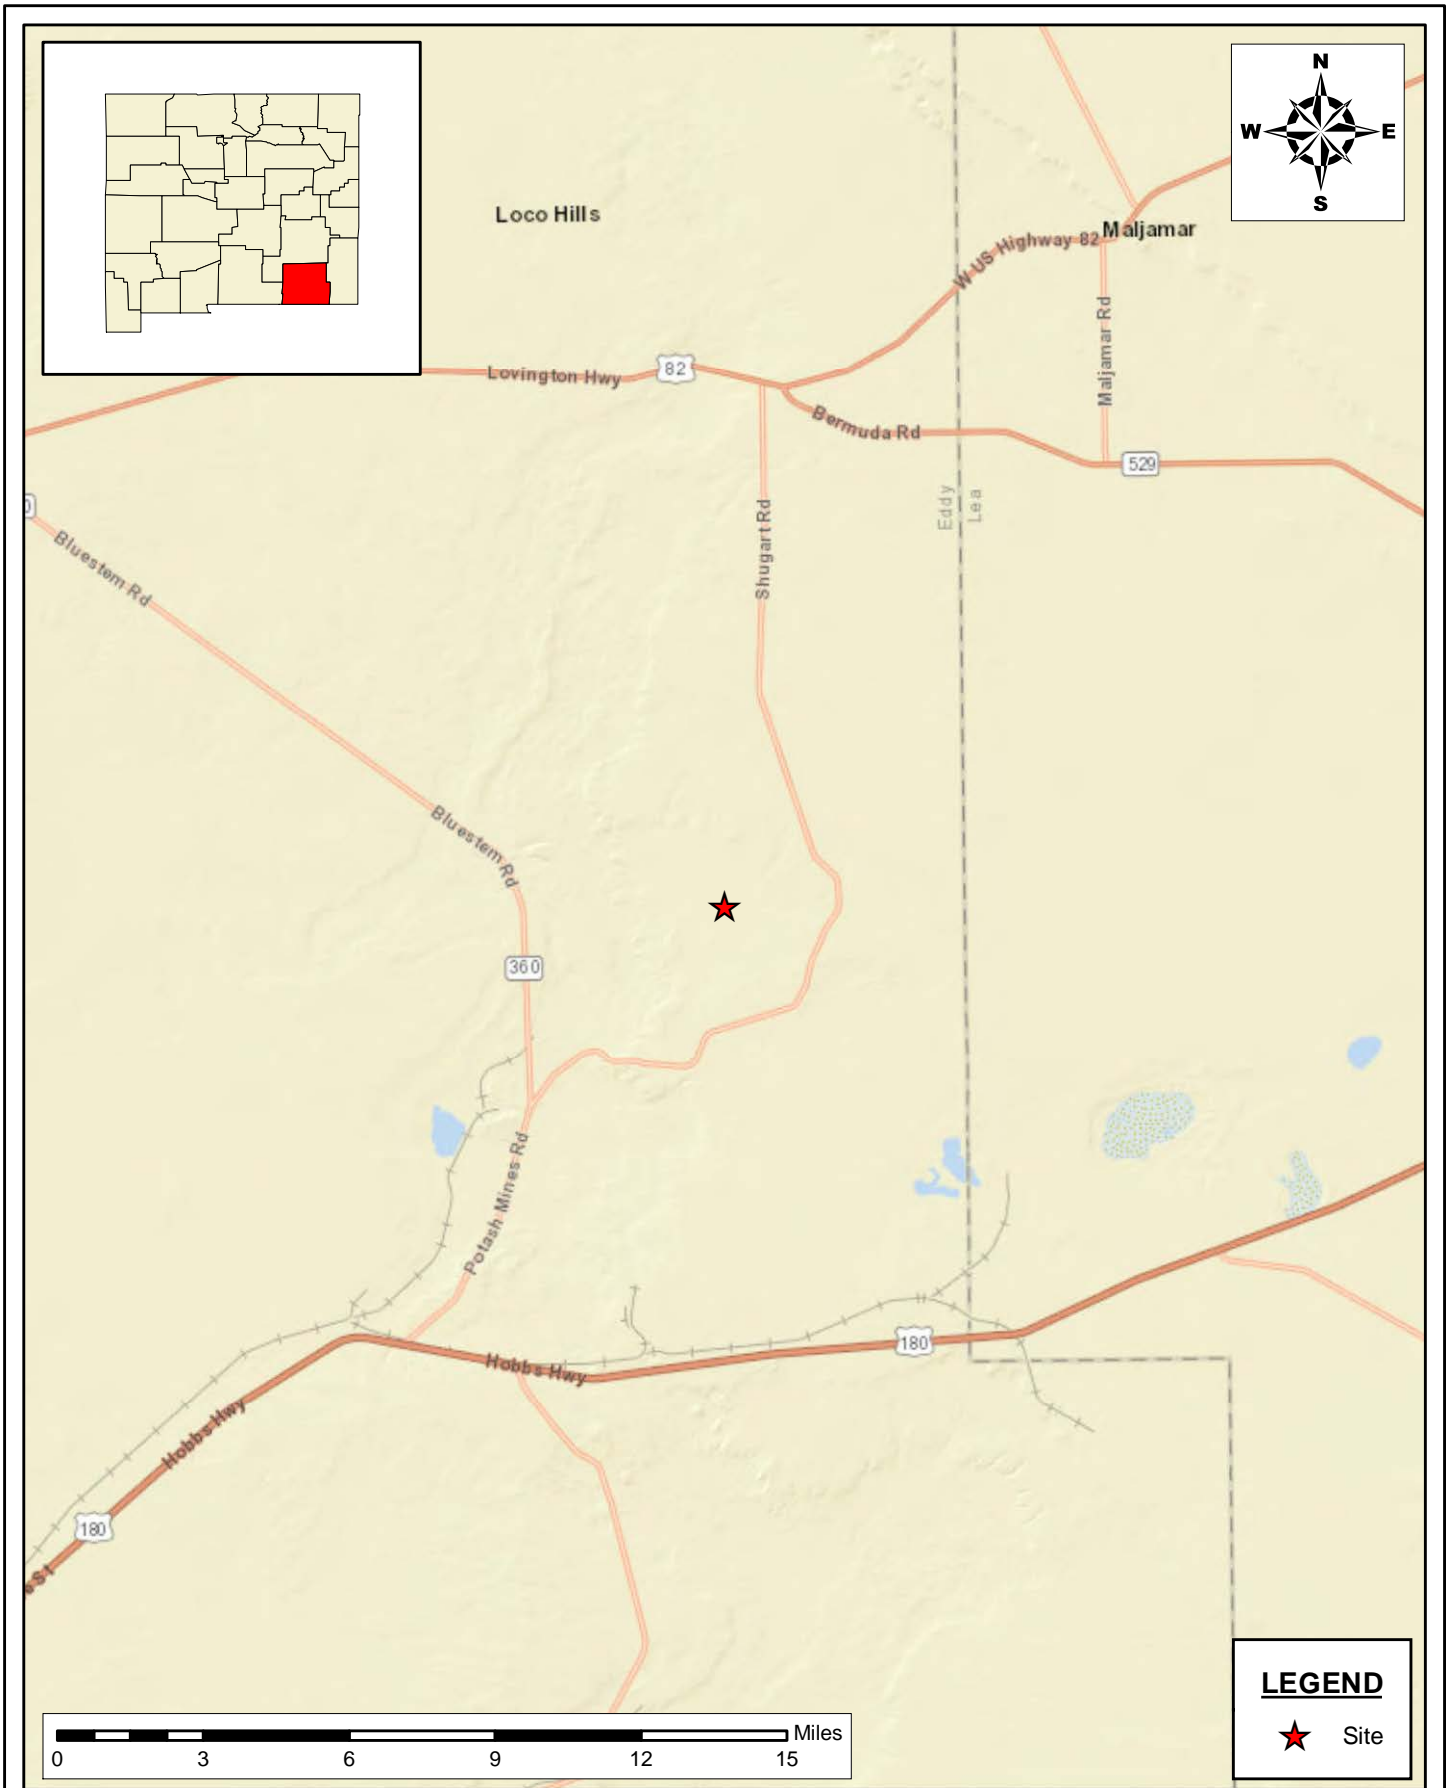 N
W E
S
Loco Hills
Maljamar
W US Highway 82
Maljamar Rd
Lovington Hwy
82
Bermuda Rd
529
Eddy
Lea
Shugart Rd
Bluestem Rd
Bluestem Rd
360
Potash Mines Rd
180
Hobbs Hwy
Hobbs Hwy
180
St
LEGEND
Site
Miles
0 3 6 9 12 15